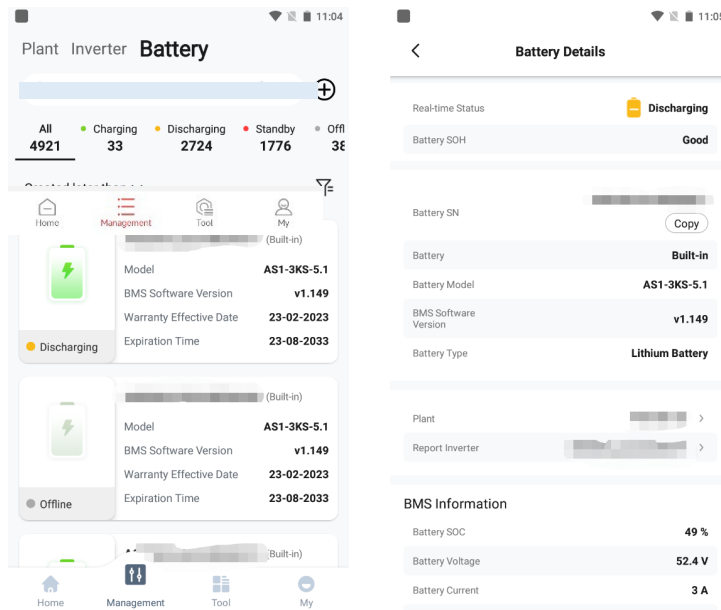 11:04
Plant Inverter Battery
All Charging Discharging Standby Offl
4921 33 2724 1776 38
Home Management Tool My
(Built-in)
Model AS1-3KS-5.1
BMS Software Version v1.149
Warranty Effective Date 23-02-2023
Expiration Time 23-08-2033
Discharging
(Built-in)
Model AS1-3KS-5.1
BMS Software Version v1.149
Warranty Effective Date 23-02-2023
Expiration Time 23-08-2033
Offline
(Built-in)
Home Management Tool My
11:05
Battery Details
Real-time Status Discharging
Battery SOH Good
Battery SN
Copy
Battery Built-in
Battery Model AS1-3KS-5.1
BMS Software
Version v1.149
Battery Type Lithium Battery
Plant
Report Inverter
BMS Information
Battery SOC 49 %
Battery Voltage 52.4 V
Battery Current 3 A